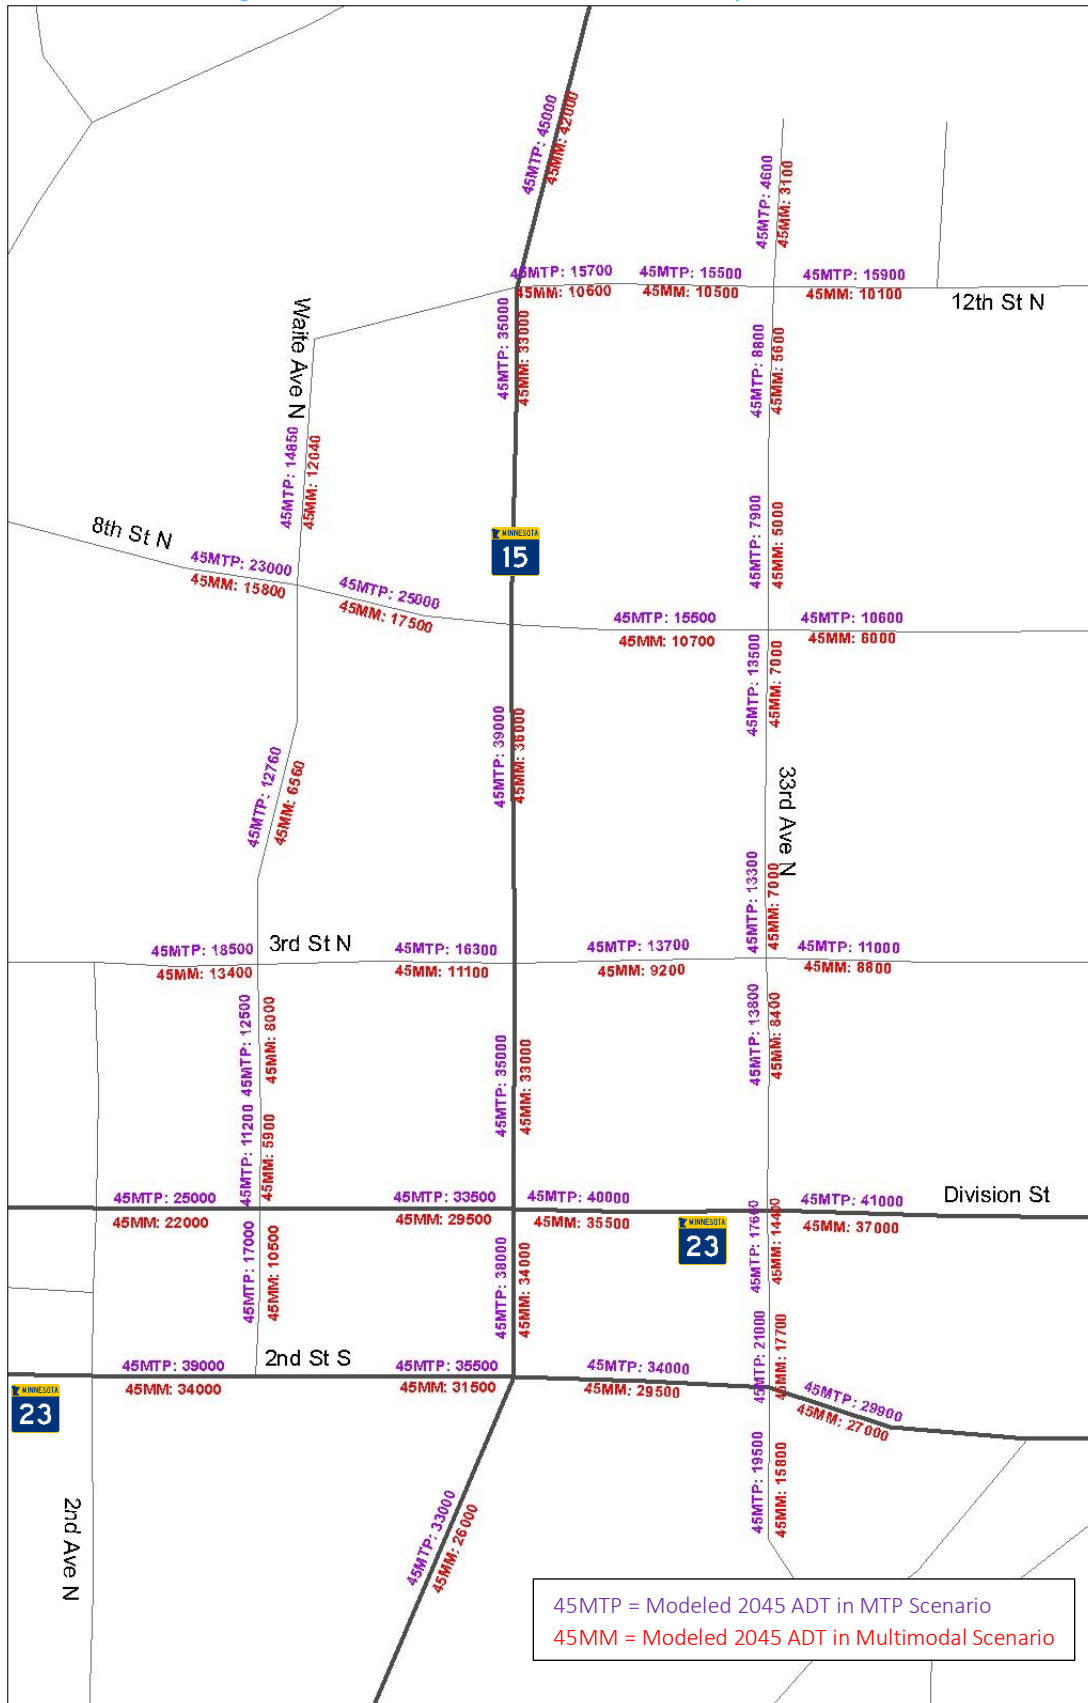 45MTP: 45000
45MM: 42000
45MTP: 4600
45MM: 3100
45MTP: 15700
45MM: 10600
45MTP: 15500
45MM: 10500
45MTP: 15900
45MM: 10100
12th St N
Waite Ave N
45MTP: 35000
45MM: 33000
45MTP: 8800
45MM: 5600
45MTP: 14850
45MM: 12040
8th St N
45MTP: 23000
45MM: 15800
45MTP: 25000
45MM: 17500
MINNESOTA
15
45MTP: 7900
45MM: 5000
45MTP: 15500
45MM: 10700
45MTP: 10600
45MM: 6000
45MTP: 13500
45MM: 7000
45MTP: 39000
45MM: 36000
45MTP: 12760
45MM: 6560
33rd Ave N
45MTP: 13300
45MM: 7000
45MTP: 18500
45MM: 13400
3rd St N
45MTP: 16300
45MM: 11100
45MTP: 13700
45MM: 9200
45MTP: 11000
45MM: 8800
45MTP: 12500
45MM: 8000
45MTP: 35000
45MM: 33000
45MTP: 13800
45MM: 8400
45MTP: 11200
45MM: 5900
45MTP: 25000
45MM: 22000
45MTP: 33500
45MM: 29500
45MTP: 40000
45MM: 35500
45MTP: 41000
45MM: 37000
Division St
MINNESOTA
23
45MTP: 17000
45MM: 10500
45MTP: 38000
45MM: 34000
45MM: 14400
45MTP: 21000
45MM: 17700
45MTP: 39000
45MM: 34000
2nd St S
45MTP: 35500
45MM: 31500
45MTP: 34000
45MM: 29500
45MTP: 29900
45MM: 27000
MINNESOTA
23
45MTP: 19500
45MM: 15800
2nd Ave N
45MTP: 33000
45MM: 26000
45MTP = Modeled 2045 ADT in MTP Scenario
45MM = Modeled 2045 ADT in Multimodal Scenario